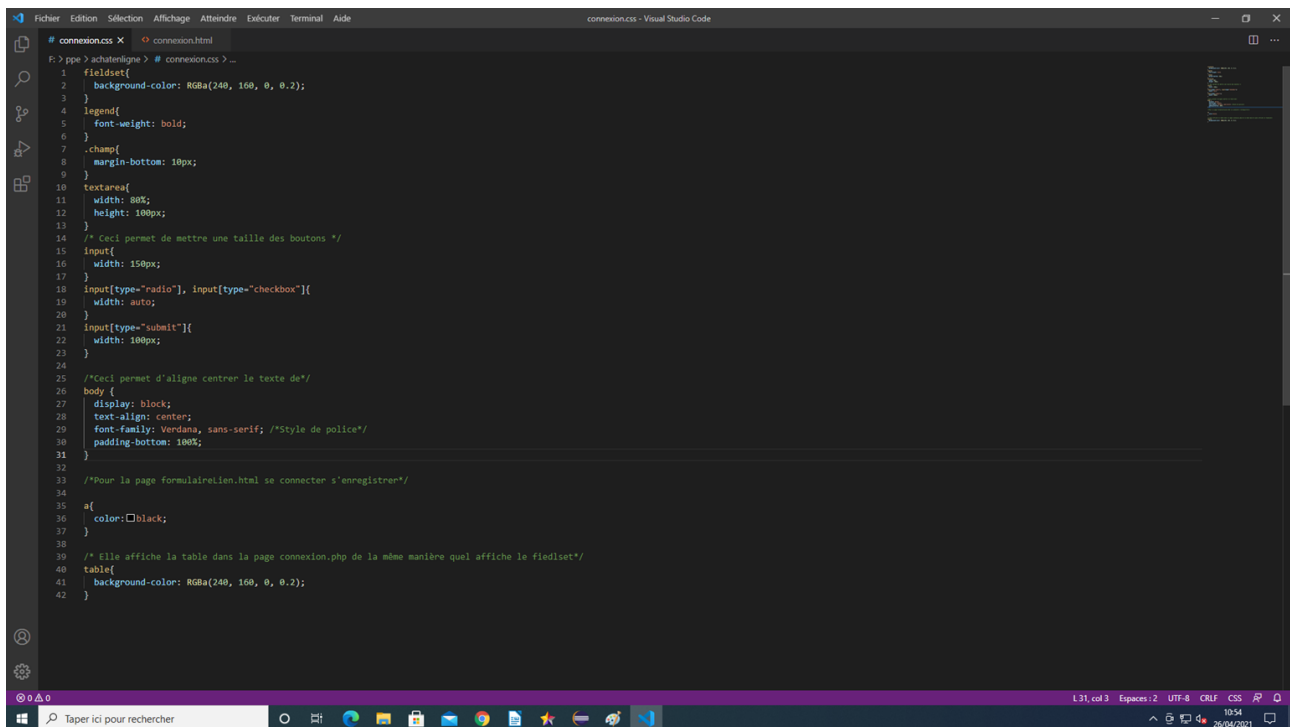 Fichier Edition Sélection Affichage Atteindre Exécuter Terminal Aide connexion.css - Visual Studio Code
# connexion.css connexion.html
F: > ppe > achatenligne > # connexion.css > ...
1 fieldset{
2 background-color: RGBa(240, 160, 0, 0.2);
3 }
4 legend{
5 font-weight: bold;
6 }
7 .champ{
8 margin-bottom: 10px;
9 }
10 textarea{
11 width: 80%;
12 height: 100px;
13 }
14 /* Ceci permet de mettre une taille des boutons */
15 input{
16 width: 150px;
17 }
18 input[type="radio"], input[type="checkbox"]{
19 width: auto;
20 }
21 input[type="submit"]{
22 width: 100px;
23 }
24
25 /*Ceci permet d'aligne centrer le texte de*/
26 body {
27 display: block;
28 text-align: center;
29 font-family: Verdana, sans-serif; /*Style de police*/
30 padding-bottom: 100%;
31 }
32
33 /*Pour la page formulaireLien.html se connecter s'enregistrer*/
34
35 a{
36 color:black;
37 }
38
39 /* Elle affiche la table dans la page connexion.php de la même manière quel affiche le fiedlset*/
40 table{
41 background-color: RGBa(240, 160, 0, 0.2);
42 }
0 0 L 31, col 3 Espaces : 2 UTF-8 CRLF CSS
Taper ici pour rechercher
10:54
26/04/2021